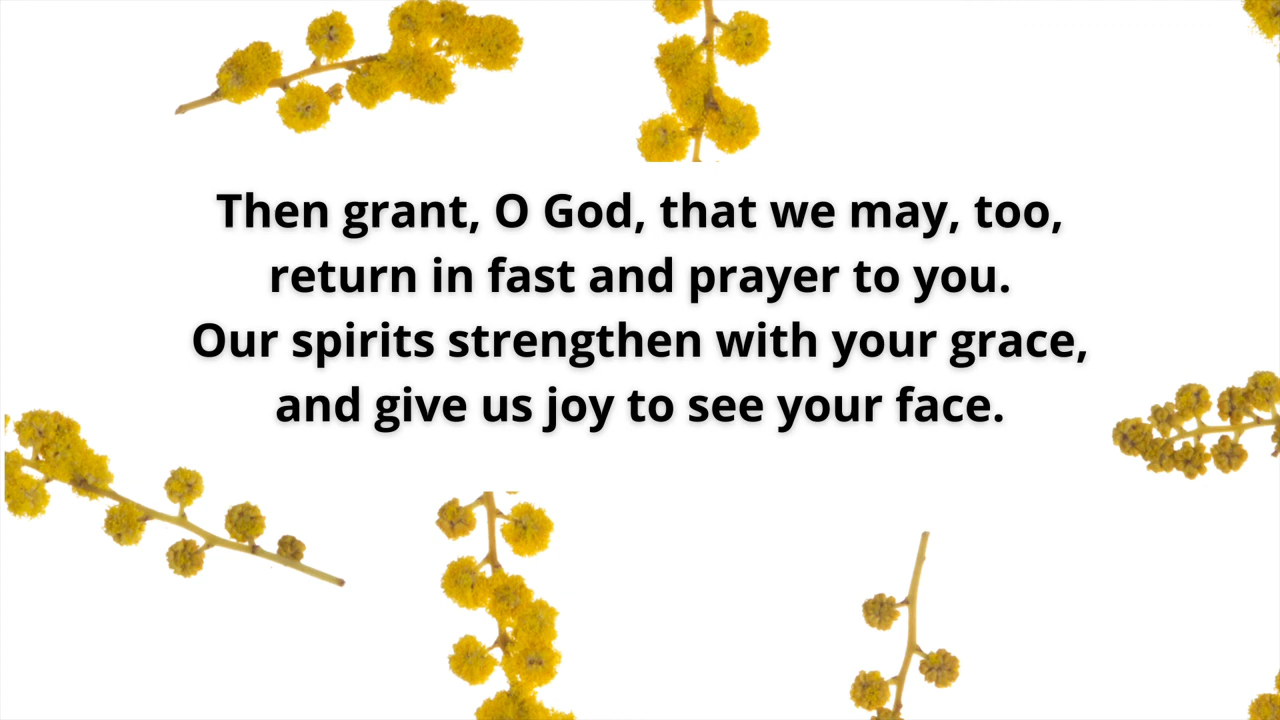 Then grant, O God, that we may, too,
return in fast and prayer to you.
Our spirits strengthen with your grace,
and give us joy to see your face.